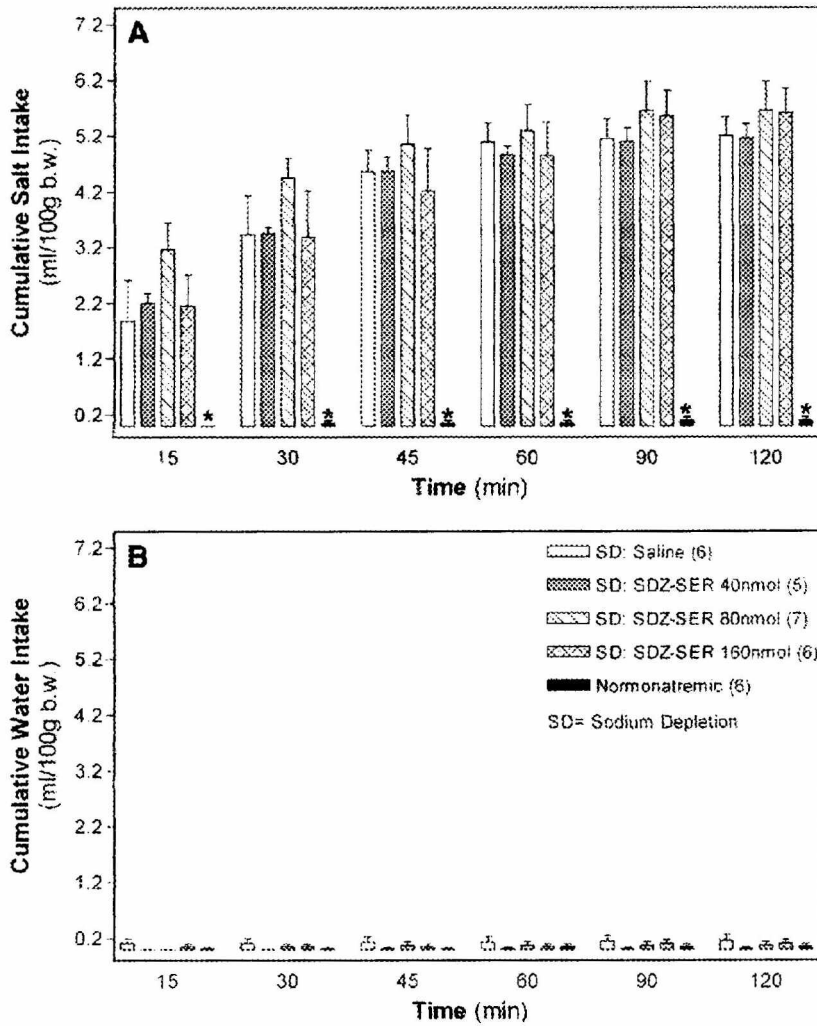 A
7.2
6.2
5.2
4.2
3.2
2.2
1.2
0.2
Cumulative Salt Intake
(ml/100g b.w.)
* * * * * *
15 30 45 60 90 120
Time (min)
B
7.2
6.2
5.2
4.2
3.2
2.2
1.2
0.2
Cumulative Water Intake
(ml/100g b.w.)
SD: Saline (6)
SD: SDZ-SER 40nmol (5)
SD: SDZ-SER 80nmol (7)
SD: SDZ-SER 160nmol (6)
Normonatremic (6)
SD= Sodium Depletion
15 30 45 60 90 120
Time (min)